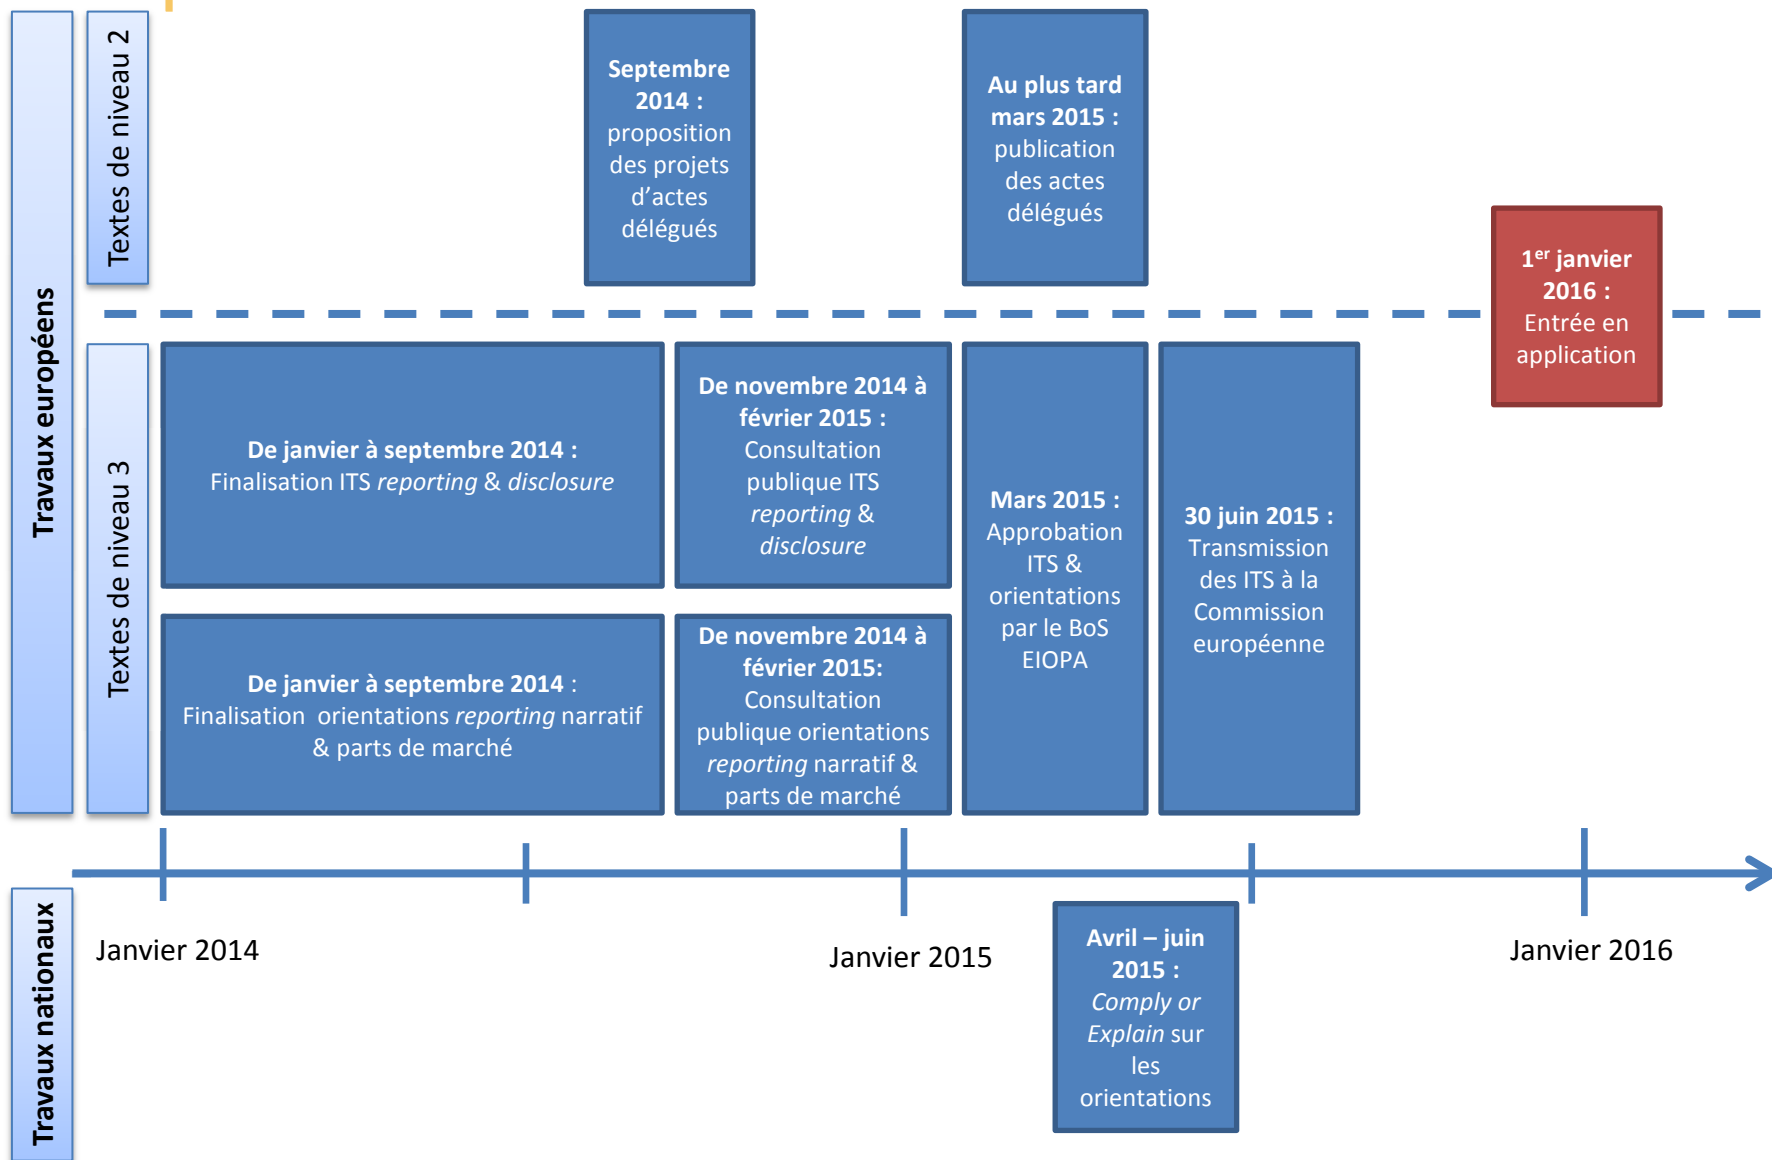 Travaux européens
Textes de niveau 2
Septembre
2014 :
proposition
des projets
d'actes
délégués
Au plus tard
mars 2015 :
publication
des actes
délégués
1er janvier
2016 :
Entrée en
application
Textes de niveau 3
De janvier à septembre 2014 :
Finalisation ITS reporting & disclosure
De novembre 2014 à
février 2015 :
Consultation
publique ITS
reporting &
disclosure
De janvier à septembre 2014 :
Finalisation orientations reporting narratif
& parts de marché
De novembre 2014 à
février 2015:
Consultation
publique orientations
reporting narratif &
parts de marché
Mars 2015 :
Approbation
ITS &
orientations
par le BoS
EIOPA
30 juin 2015 :
Transmission
des ITS à la
Commission
européenne
Janvier 2014
Janvier 2015
Janvier 2016
Travaux nationaux
Avril – juin
2015 :
Comply or
Explain sur
les
orientations